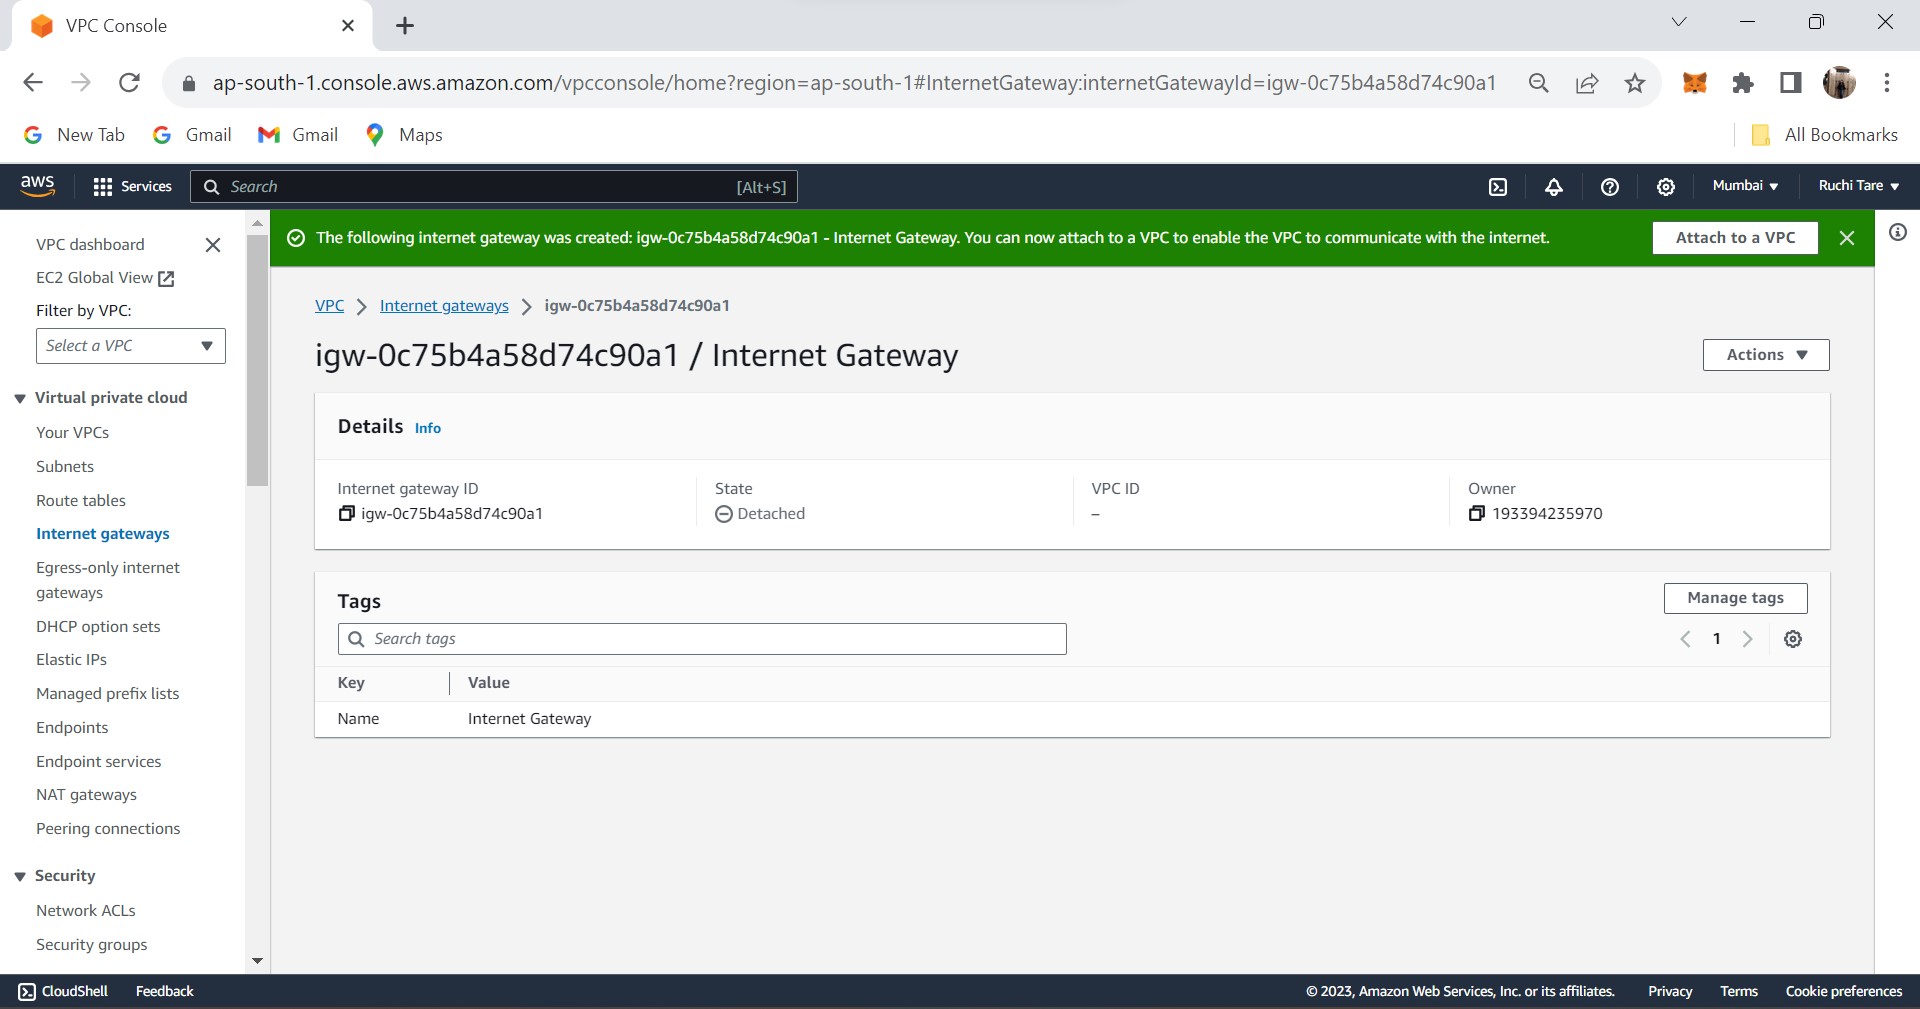 VPC Console
ap-south-1.console.aws.amazon.com/vpcconsole/home?region=ap-south-1#InternetGateway:internetGatewayId=igw-0c75b4a58d74c90a1
New Tab
Gmail
Gmail
Maps
All Bookmarks
aws
Services
Search
[Alt+S]
Mumbai
Ruchi Tare
VPC dashboard
EC2 Global View
Filter by VPC:
Select a VPC
Virtual private cloud
Your VPCs
Subnets
Route tables
Internet gateways
Egress-only internet
gateways
DHCP option sets
Elastic IPs
Managed prefix lists
Endpoints
Endpoint services
NAT gateways
Peering connections
Security
Network ACLs
Security groups
The following internet gateway was created: igw-0c75b4a58d74c90a1 - Internet Gateway. You can now attach to a VPC to enable the VPC to communicate with the internet.
Attach to a VPC
VPC
Internet gateways
igw-0c75b4a58d74c90a1
igw-0c75b4a58d74c90a1 / Internet Gateway
Actions
Details Info
Internet gateway ID
igw-0c75b4a58d74c90a1
State
Detached
VPC ID
–
Owner
193394235970
Tags
Manage tags
Search tags
1
Key
Value
Name
Internet Gateway
CloudShell
Feedback
© 2023, Amazon Web Services, Inc. or its affiliates.
Privacy
Terms
Cookie preferences